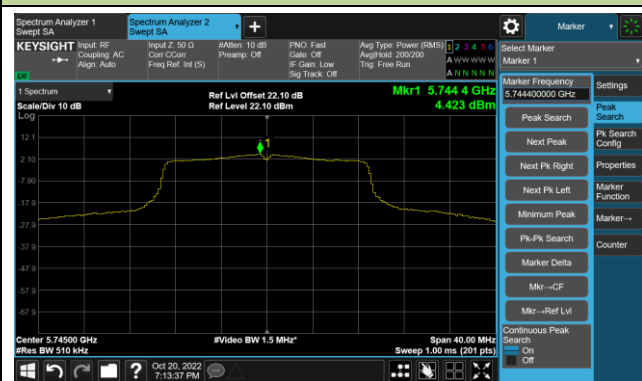 Spectrum Analyzer 1
Swept SA
Spectrum Analyzer 2
Swept SA
Marker
KEYSIGHT
Input: RF
Coupling: AC
Align: Auto
Input Z: 50 Ω
Corr CCorr
Freq Ref: Int (S)
#Atten: 10 dB
Preamp: Off
PNO: Fast
Gate: Off
IF Gain: Low
Sig Track: Off
Avg Type: Power (RMS)
Avg|Hold: 200/200
Trig: Free Run
1 2 3 4 5 6
A W W W W W
A N N N N N
LXI
Select Marker
Marker 1
1 Spectrum
Scale/Div 10 dB
Log
Ref Lvl Offset 22.10 dB
Ref Level 22.10 dBm
Mkr1 5.744 4 GHz
4.423 dBm
Marker Frequency
5.744400000 GHz
Settings
Peak Search
Peak
Search
Next Peak
Pk Search
Config
Next Pk Right
Properties
Next Pk Left
Marker
Function
Minimum Peak
Marker→
Pk-Pk Search
Counter
Marker Delta
Mkr→CF
Mkr→Ref Lvl
Continuous Peak
Search
On
Off
12.1
2.10
-7.90
-17.9
-27.9
-37.9
-47.9
-57.9
-67.9
1
Center 5.74500 GHz
#Res BW 510 kHz
#Video BW 1.5 MHz*
Span 40.00 MHz
Sweep 1.00 ms (201 pts)
Oct 20, 2022
7:13:37 PM